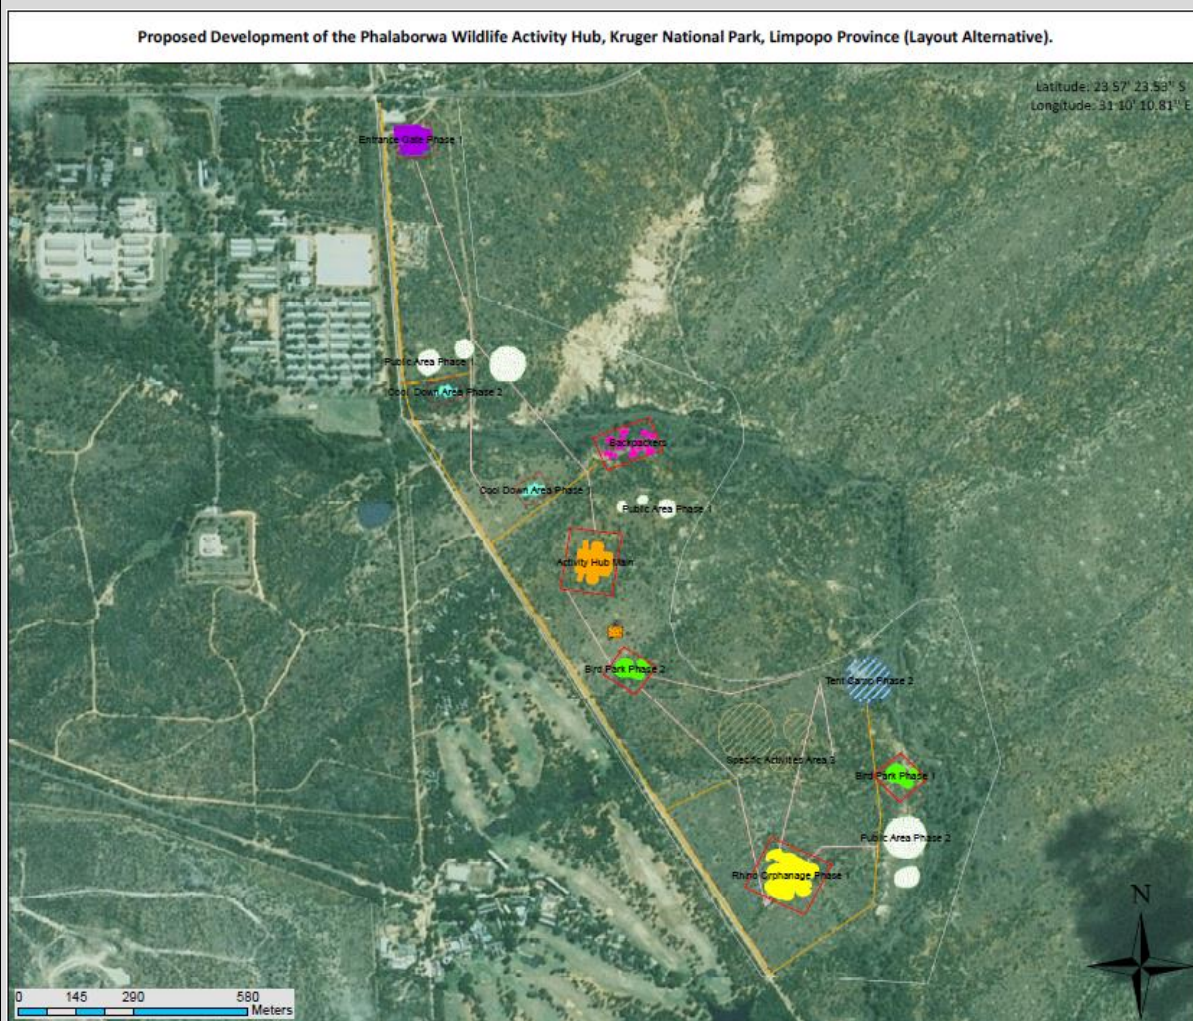 Proposed Development of the Phalaborwa Wildlife Activity Hub, Kruger National Park, Limpopo Province (Layout Alternative).
Latitude: 23 57' 23.53" S
Longitude: 31 10' 10.81" E
Entrance Gate Phase 1
Public Area Phase 1
Cool Down Area Phase 2
Backpackers
Cool Down Area Phase 1
Public Area Phase 1
Activity Hub Main
Bird Park Phase 2
Tent Camp Phase 2
Specific Activities Area 3
Bird Park Phase 1
Public Area Phase 2
Rhino Orphanage Phase 1
N
0 145 290 580
Meters